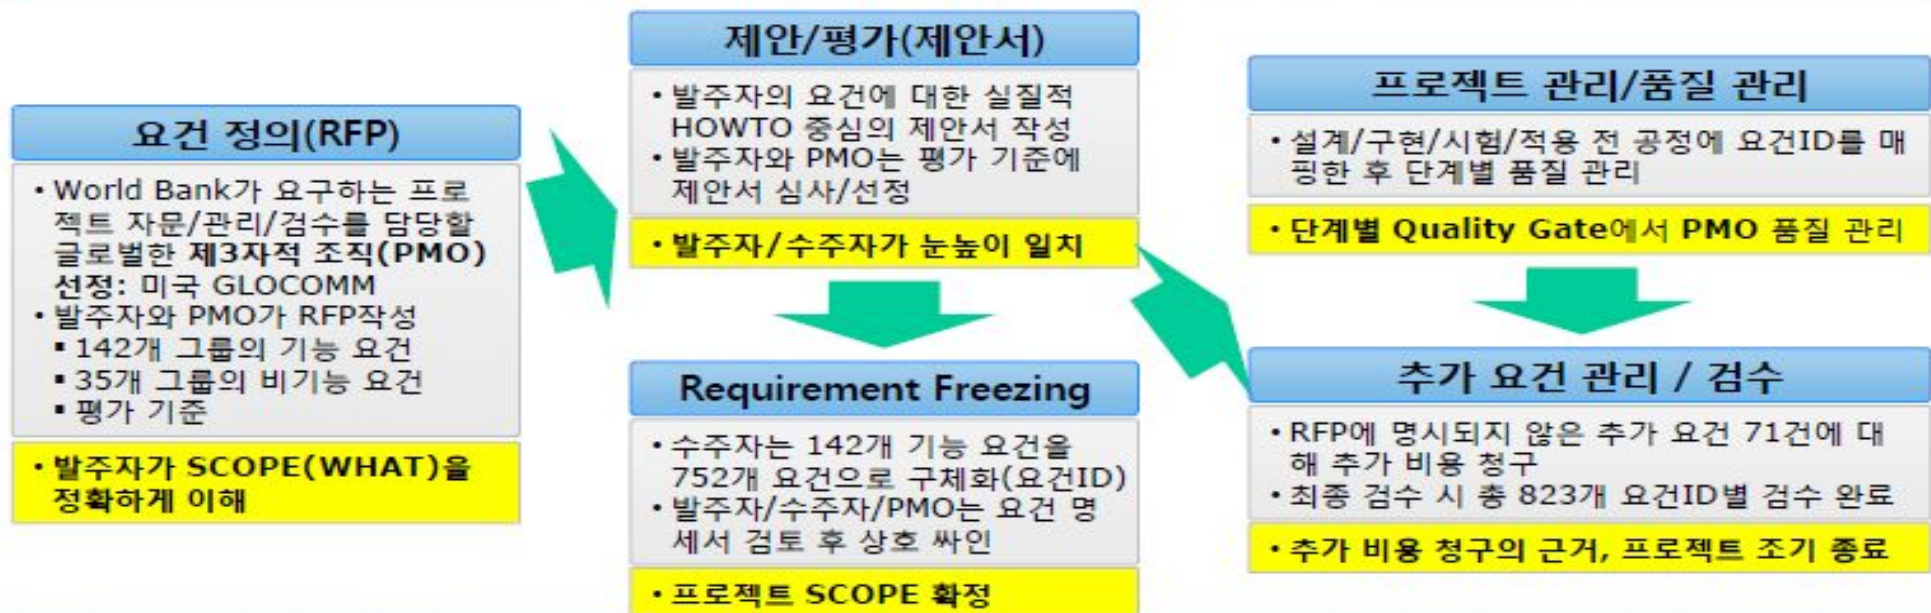 요건 정의(RFP)
• World Bank가 요구하는 프로
젝트 자문/관리/검수를 담당할
글로벌한 제3자적 조직(PMO)
선정: 미국 GLOCOMM
• 발주자와 PMO가 RFP작성
▪ 142개 그룹의 기능 요건
▪ 35개 그룹의 비기능 요건
▪ 평가 기준
• 발주자가 SCOPE(WHAT)을
정확하게 이해
제안/평가(제안서)
• 발주자의 요건에 대한 실질적
HOWTO 중심의 제안서 작성
• 발주자와 PMO는 평가 기준에
제안서 심사/선정
• 발주자/수주자가 눈높이 일치
Requirement Freezing
• 수주자는 142개 기능 요건을
752개 요건으로 구체화(요건ID)
• 발주자/수주자/PMO는 요건 명
세서 검토 후 상호 싸인
• 프로젝트 SCOPE 확정
프로젝트 관리/품질 관리
• 설계/구현/시험/적용 전 공정에 요건ID를 매
핑한 후 단계별 품질 관리
• 단계별 Quality Gate에서 PMO 품질 관리
추가 요건 관리 / 검수
• RFP에 명시되지 않은 추가 요건 71건에 대
해 추가 비용 청구
• 최종 검수 시 총 823개 요건ID별 검수 완료
• 추가 비용 청구의 근거, 프로젝트 조기 종료